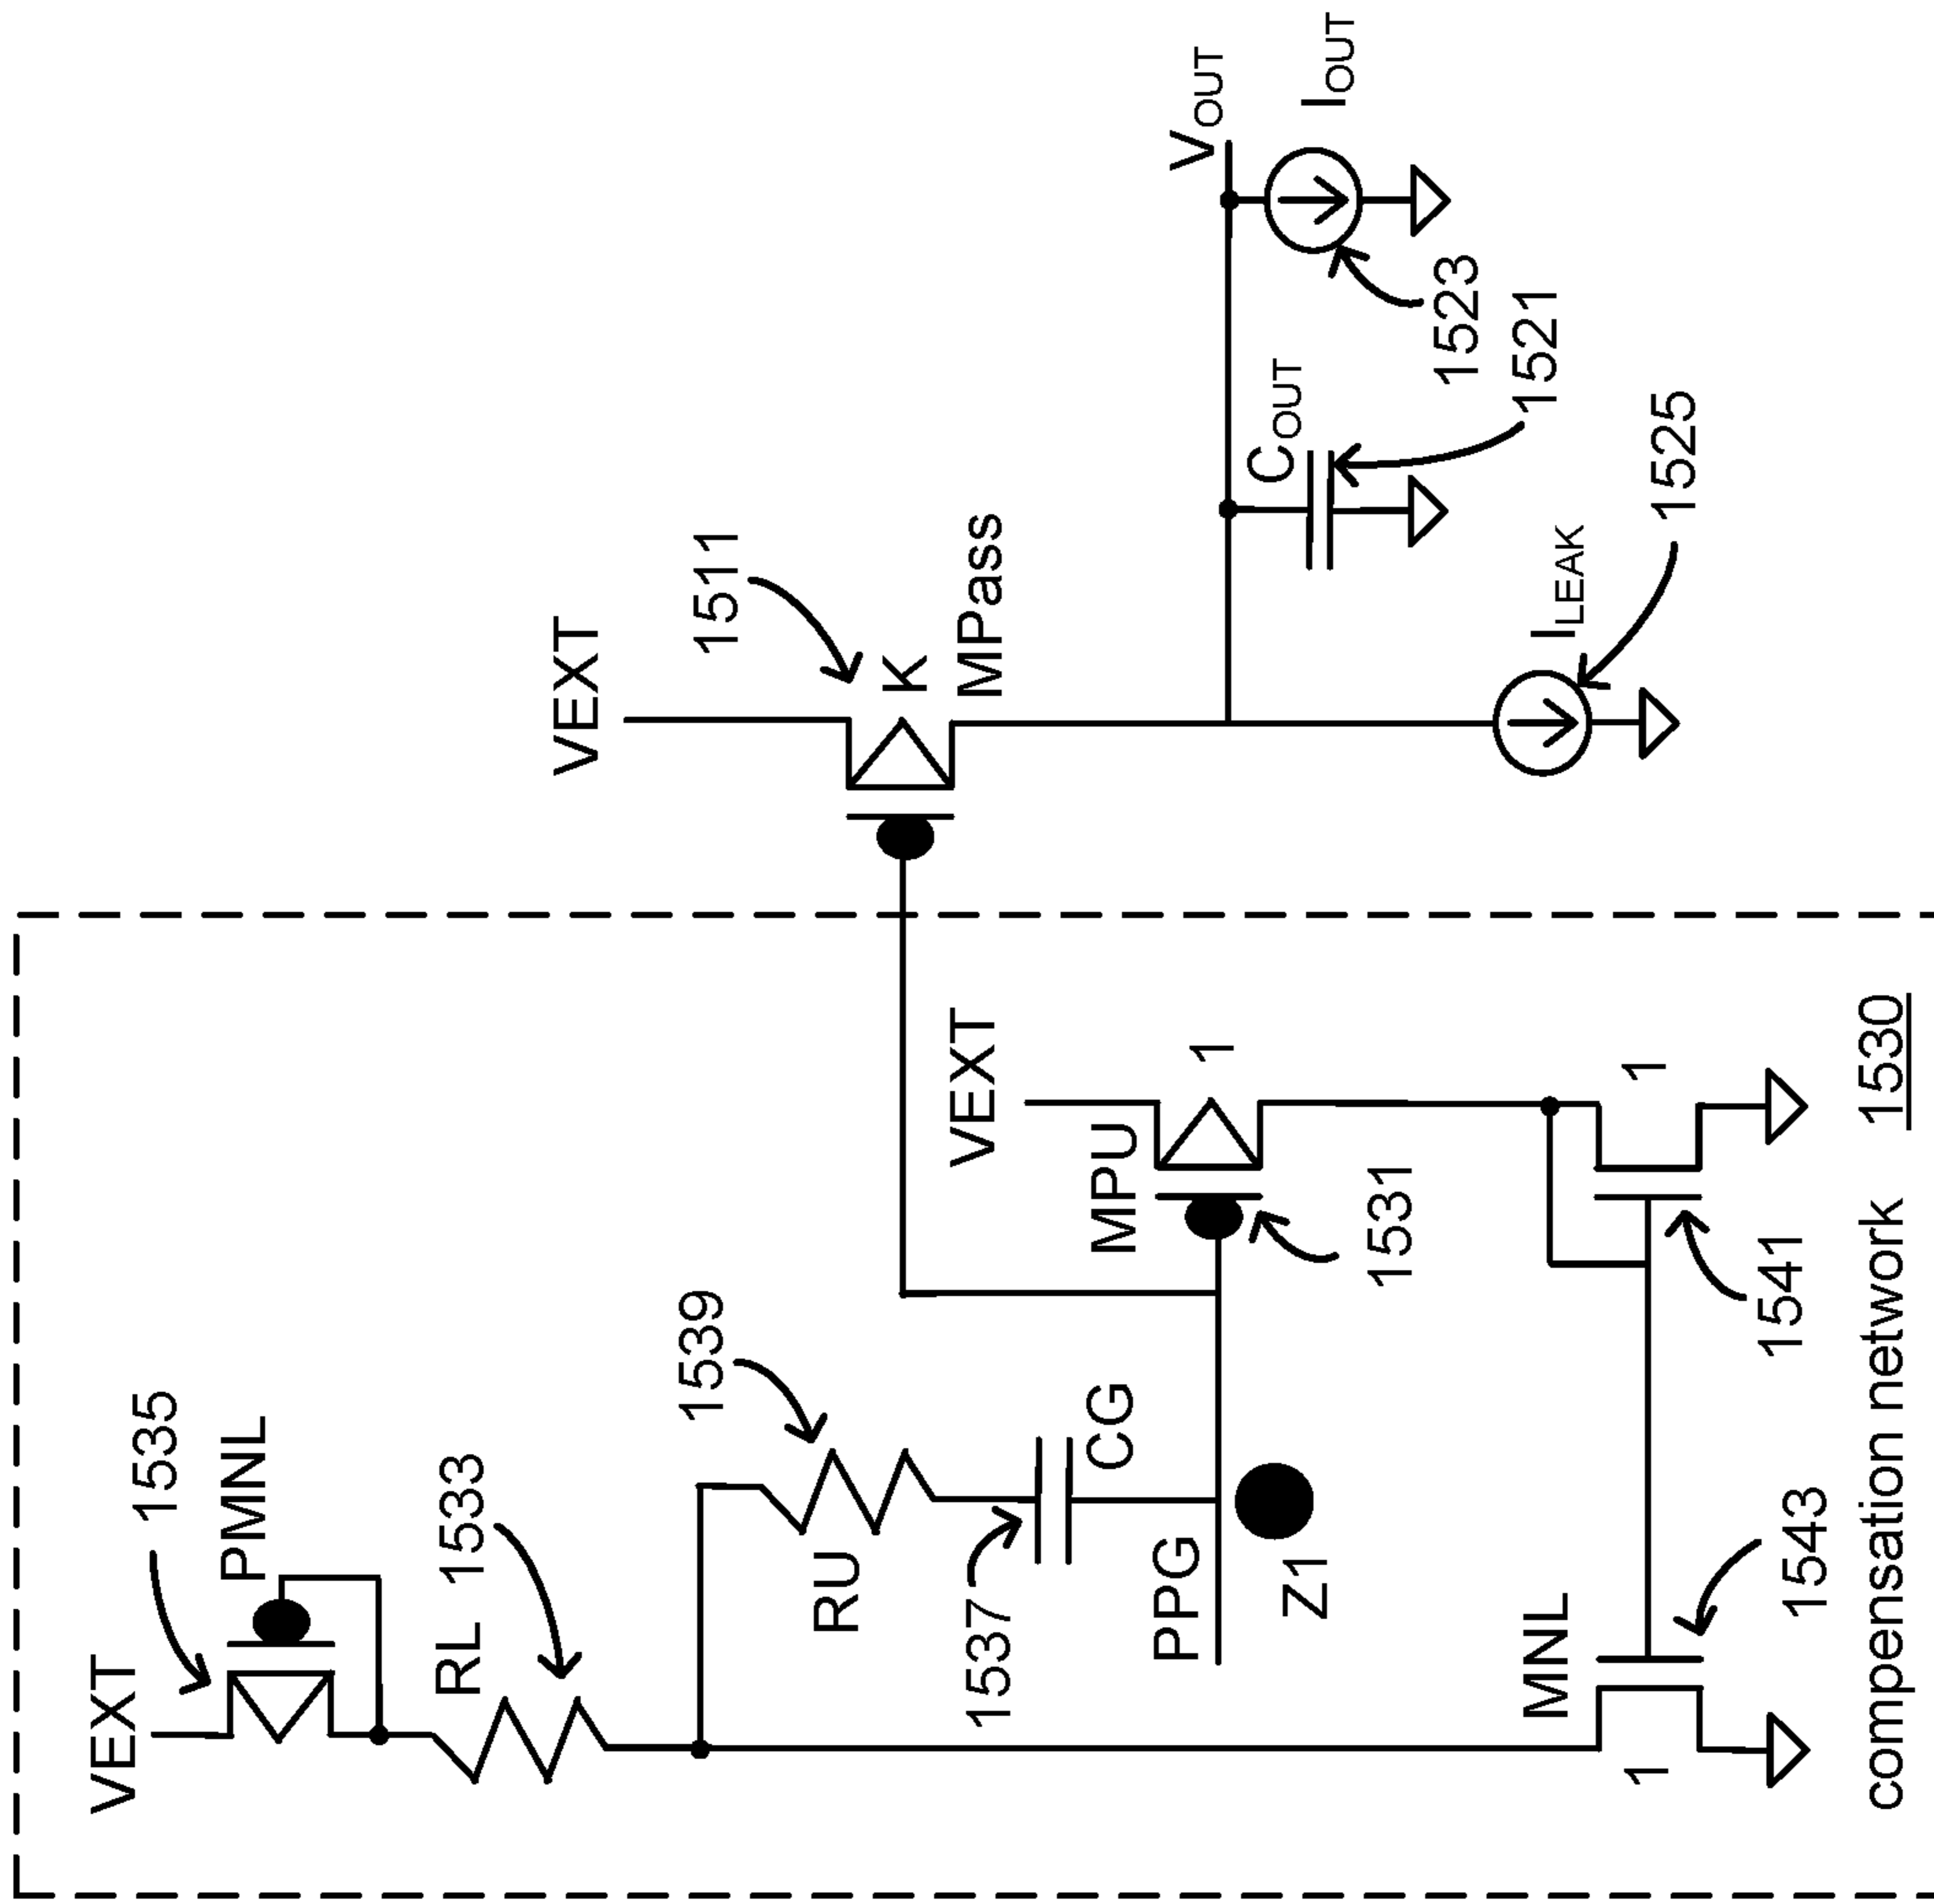 VEXT
1535
PMNL
RL
1533
1539
RU
1537
CG
PPG
Z1
VEXT
MPU
1
1531
MNL
1
1543
1541
1
compensation network 1530
VEXT
1511
K
MPass
VOUT
IOUT
1523
COUT
1521
ILEAK
1525